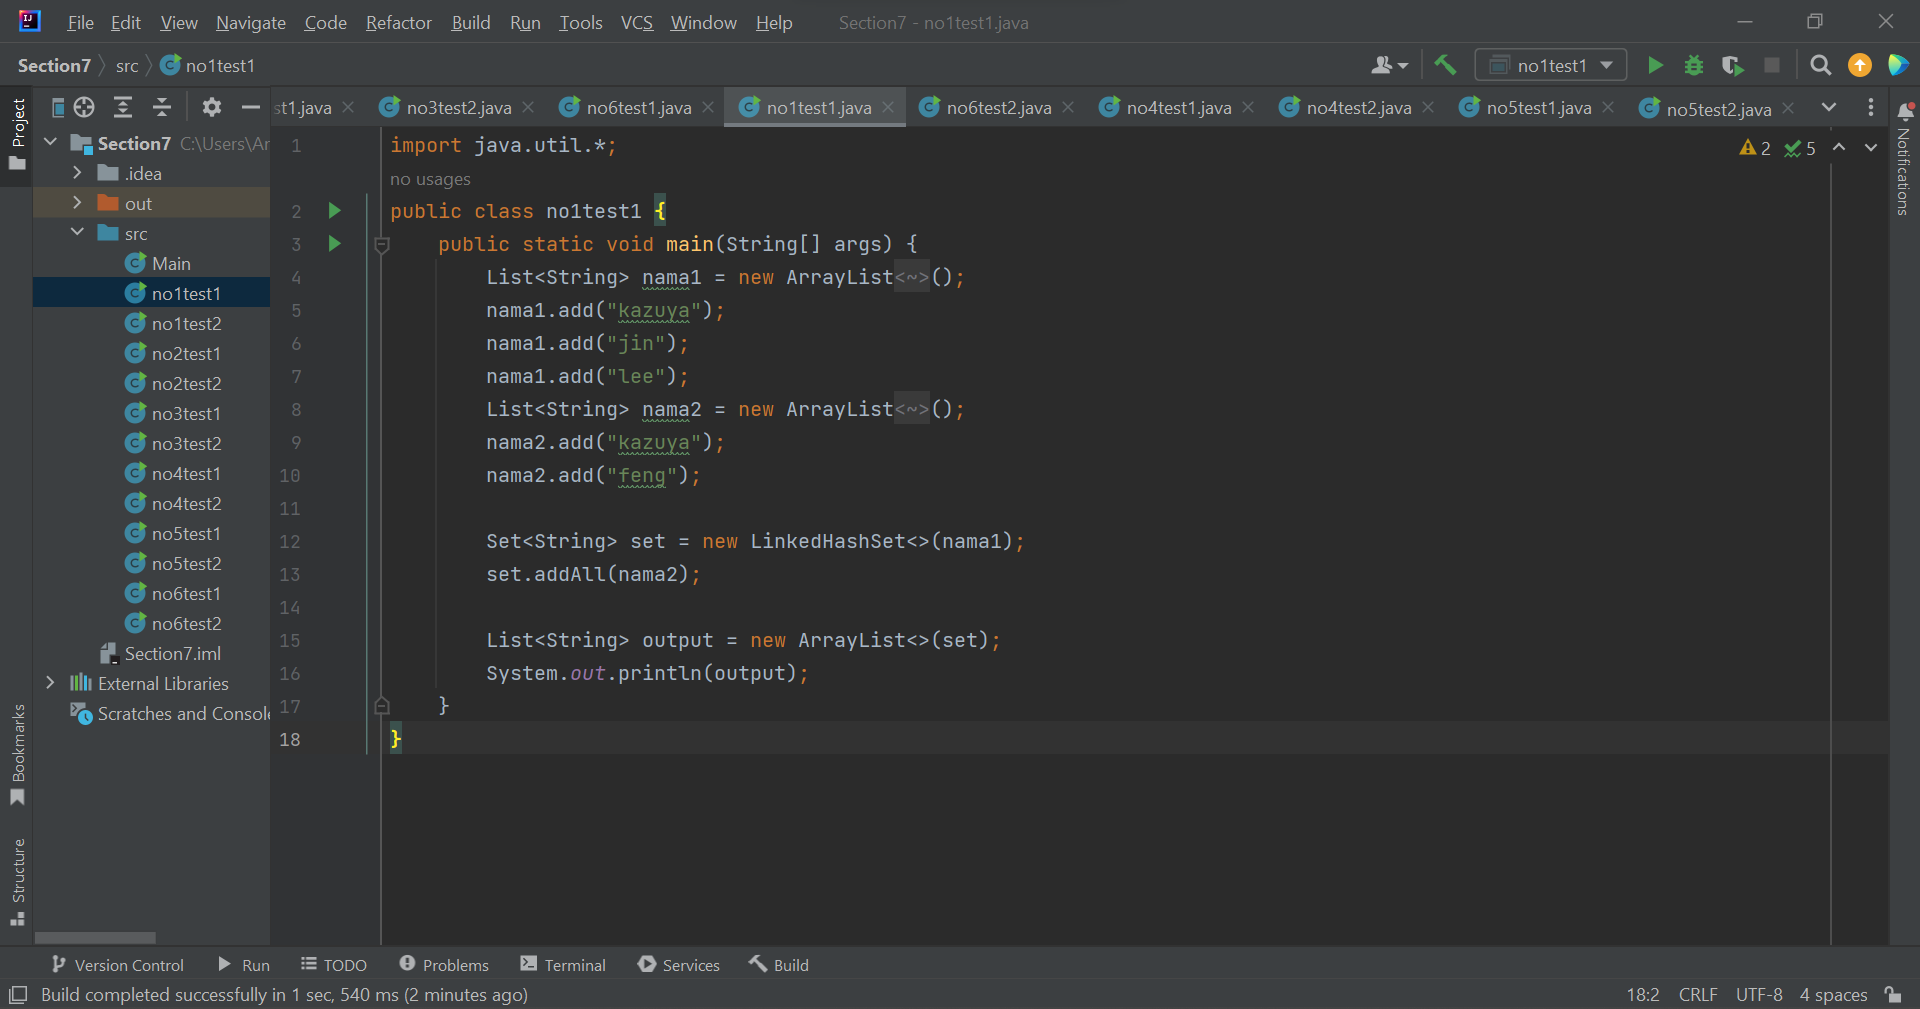 File Edit View Navigate Code Refactor Build Run Tools VCS Window Help Section7 - no1test1.java
Section7 src no1test1 no1test1
st1.java no3test2.java no6test1.java no1test1.java no6test2.java no4test1.java no4test2.java no5test1.java no5test2.java
Project
Section7 C:\Users\Ar
.idea
out
src
Main
no1test1
no1test2
no2test1
no2test2
no3test1
no3test2
no4test1
no4test2
no5test1
no5test2
no6test1
no6test2
Section7.iml
External Libraries
Scratches and Consol
Bookmarks
Structure
1 import java.util.*;
no usages
2 public class no1test1 {
3 public static void main(String[] args) {
4 List<String> nama1 = new ArrayList<~>();
5 nama1.add("kazuya");
6 nama1.add("jin");
7 nama1.add("lee");
8 List<String> nama2 = new ArrayList<~>();
9 nama2.add("kazuya");
10 nama2.add("feng");
11
12 Set<String> set = new LinkedHashSet<>(nama1);
13 set.addAll(nama2);
14
15 List<String> output = new ArrayList<>(set);
16 System.out.println(output);
17 }
18 }
2 5
Notifications
Version Control Run TODO Problems Terminal Services Build
Build completed successfully in 1 sec, 540 ms (2 minutes ago) 18:2 CRLF UTF-8 4 spaces